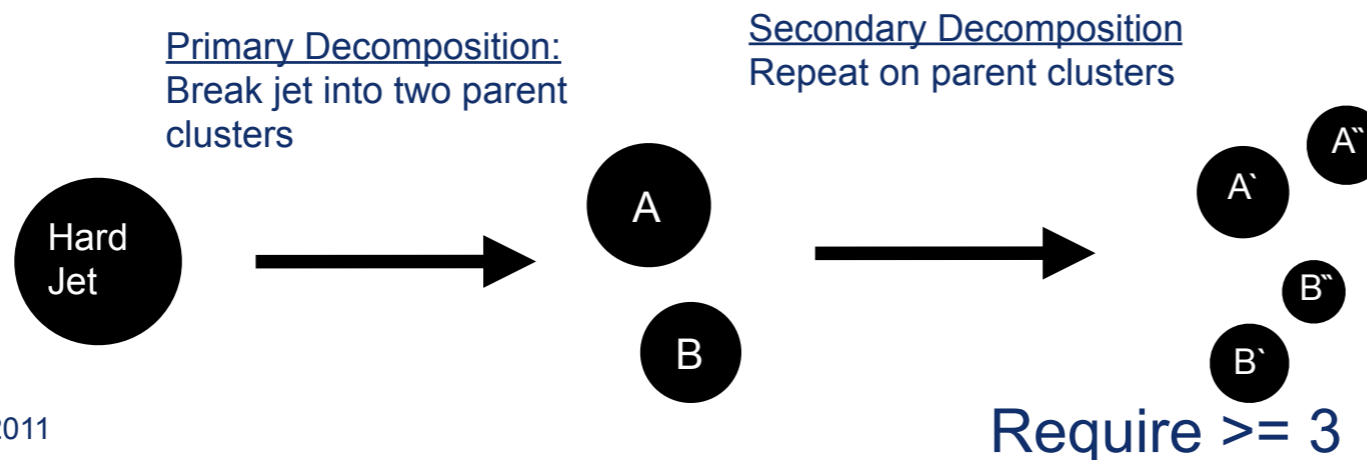 Primary Decomposition:
Break jet into two parent
clusters
Secondary Decomposition
Repeat on parent clusters
Hard
Jet
A
B
A`
A``
B``
B`
2011
Require >= 3